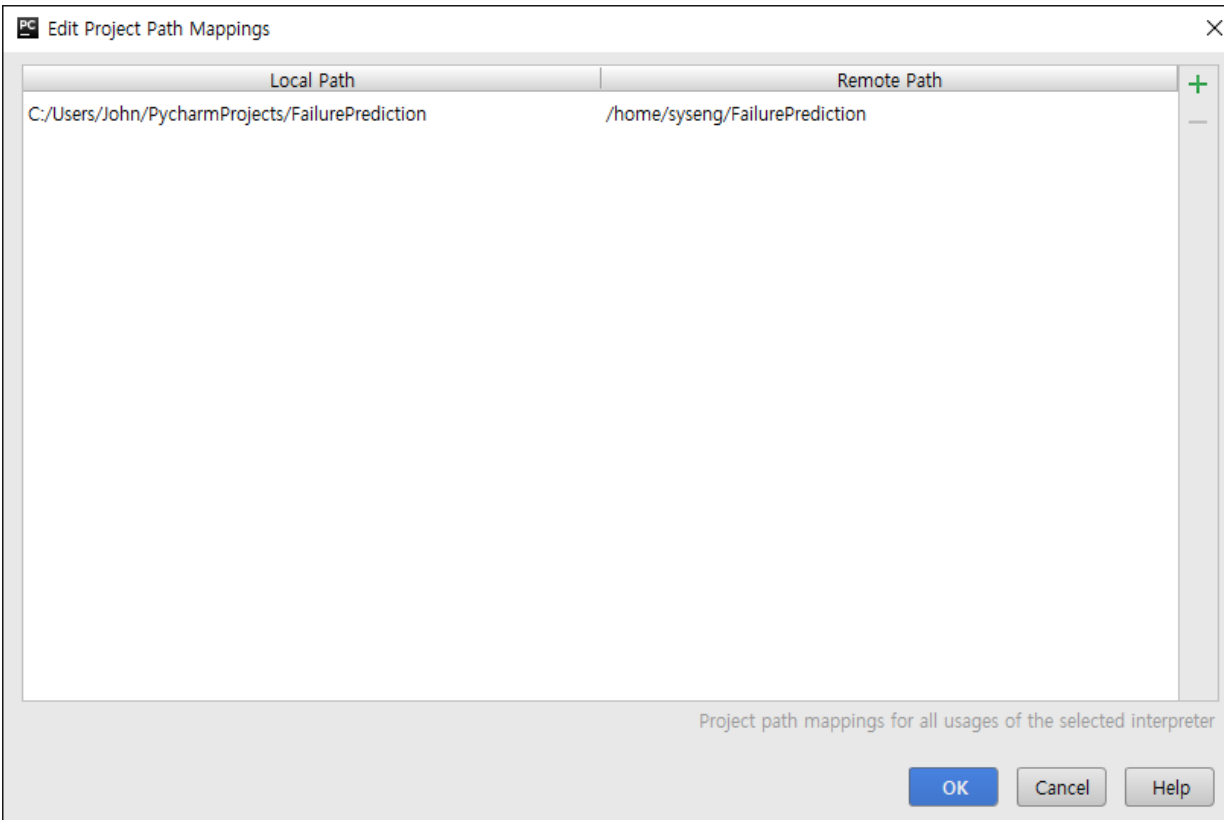 PC Edit Project Path Mappings
Local Path Remote Path
C:/Users/John/PycharmProjects/FailurePrediction /home/syseng/FailurePrediction
Project path mappings for all usages of the selected interpreter
OK Cancel Help